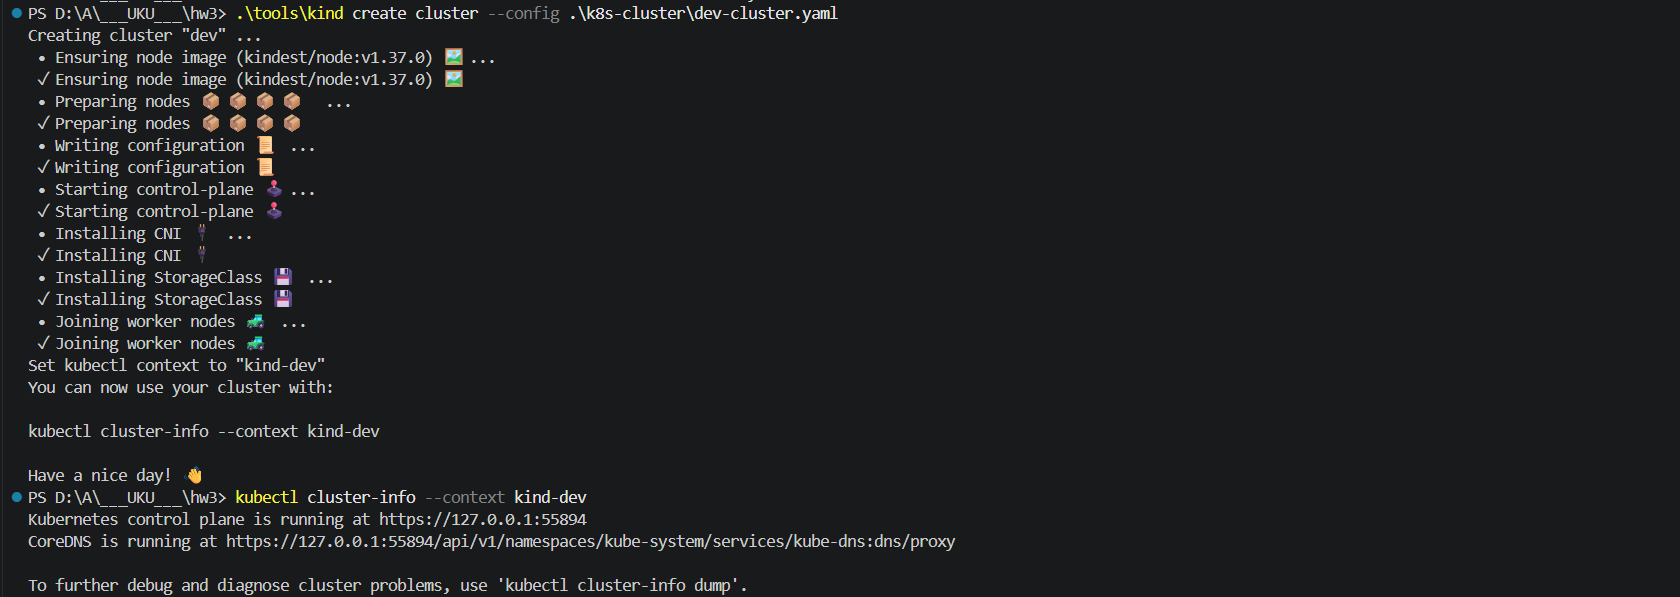 PS D:\A\___UKU___\hw3> .\tools\kind create cluster --config .\k8s-cluster\dev-cluster.yaml
Creating cluster "dev" ...
• Ensuring node image (kindest/node:v1.37.0) 🖼 ...
✓ Ensuring node image (kindest/node:v1.37.0) 🖼
• Preparing nodes 📦 📦 📦 📦 ...
✓ Preparing nodes 📦 📦 📦 📦
• Writing configuration 📜 ...
✓ Writing configuration 📜
• Starting control-plane 🕹 ...
✓ Starting control-plane 🕹
• Installing CNI 🔌 ...
✓ Installing CNI 🔌
• Installing StorageClass 💾 ...
✓ Installing StorageClass 💾
• Joining worker nodes 🚜 ...
✓ Joining worker nodes 🚜
Set kubectl context to "kind-dev"
You can now use your cluster with:
kubectl cluster-info --context kind-dev
Have a nice day! 👋
PS D:\A\___UKU___\hw3> kubectl cluster-info --context kind-dev
Kubernetes control plane is running at https://127.0.0.1:55894
CoreDNS is running at https://127.0.0.1:55894/api/v1/namespaces/kube-system/services/kube-dns:dns/proxy
To further debug and diagnose cluster problems, use 'kubectl cluster-info dump'.